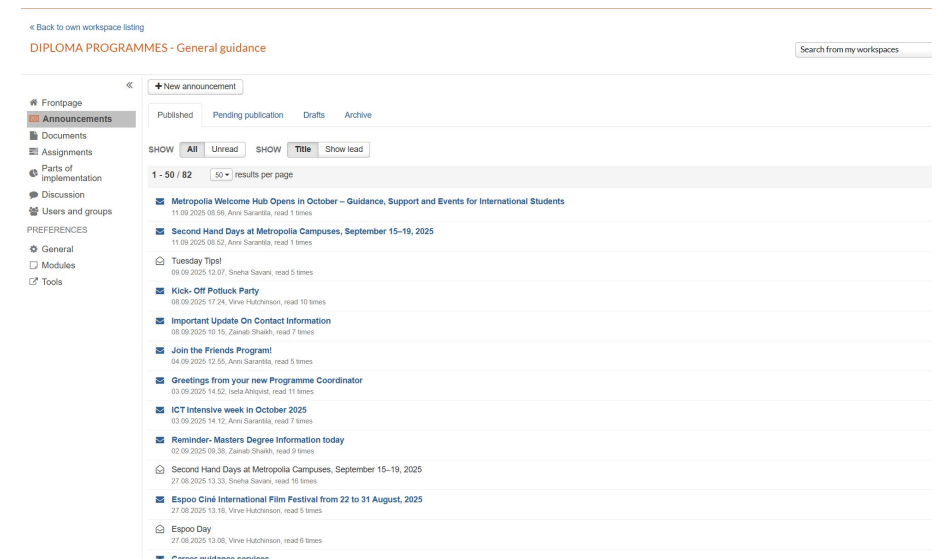 « Back to own workspace listing
DIPLOMA PROGRAMMES - General guidance
Search from my workspaces
«
Frontpage
Announcements
Documents
Assignments
Parts of
implementation
Discussion
Users and groups
PREFERENCES
General
Modules
Tools
+ New announcement
Published Pending publication Drafts Archive
SHOW All Unread SHOW Title Show lead
1 - 50 / 82 50 results per page
Metropolia Welcome Hub Opens in October – Guidance, Support and Events for International Students
11.09.2025 08.56, Anni Sarantila, read 1 times
Second Hand Days at Metropolia Campuses, September 15–19, 2025
11.09.2025 08.52, Anni Sarantila, read 1 times
Tuesday Tips!
09.09.2025 12.07, Sneha Savani, read 5 times
Kick- Off Potluck Party
08.09.2025 17.24, Virve Hutchinson, read 10 times
Important Update On Contact Information
08.09.2025 10.15, Zainab Shaikh, read 7 times
Join the Friends Program!
04.09.2025 12.55, Anni Sarantila, read 5 times
Greetings from your new Programme Coordinator
03.09.2025 14.52, Isela Ahlqvist, read 11 times
ICT Intensive week in October 2025
03.09.2025 14.12, Anni Sarantila, read 7 times
Reminder- Masters Degree Information today
02.09.2025 09.38, Zainab Shaikh, read 9 times
Second Hand Days at Metropolia Campuses, September 15–19, 2025
27.08.2025 13.33, Sneha Savani, read 16 times
Espoo Ciné International Film Festival from 22 to 31 August, 2025
27.08.2025 13.18, Virve Hutchinson, read 5 times
Espoo Day
27.08.2025 13.08, Virve Hutchinson, read 6 times
Career guidance services